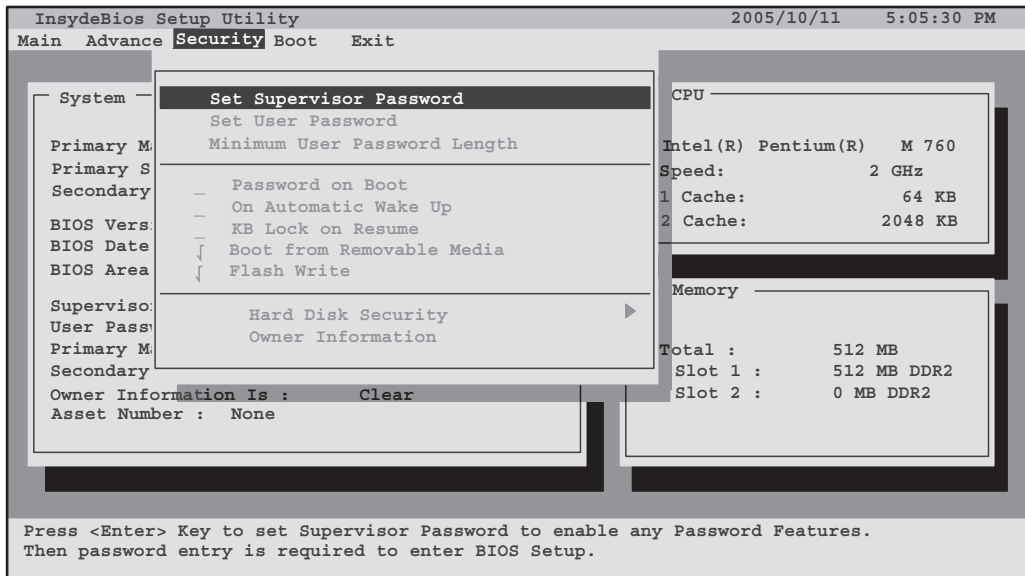 InsydeBios Setup Utility 2005/10/11 5:05:30 PM
Main Advance Security Boot Exit
System
Primary
Primary
Secondary
BIOS
BIOS Date
BIOS Area
User
Primary
Secondary
Owner Information Is : Clear
Asset Number : None
Set Supervisor Password
Set User Password
Minimum User Password Length
_ Password on Boot
_ On Automatic Wake Up
_ KB Lock on Resume
√ Boot from Removable Media
√ Flash Write
Hard Disk Security
Owner Information
CPU
Intel(R) Pentium(R) M 760
Speed: 2 GHz
1 Cache: 64 KB
2 Cache: 2048 KB
Memory
Total : 512 MB
Slot 1 : 512 MB DDR2
Slot 2 : 0 MB DDR2
Press <Enter> Key to set Supervisor Password to enable any Password Features.
Then password entry is required to enter BIOS Setup.